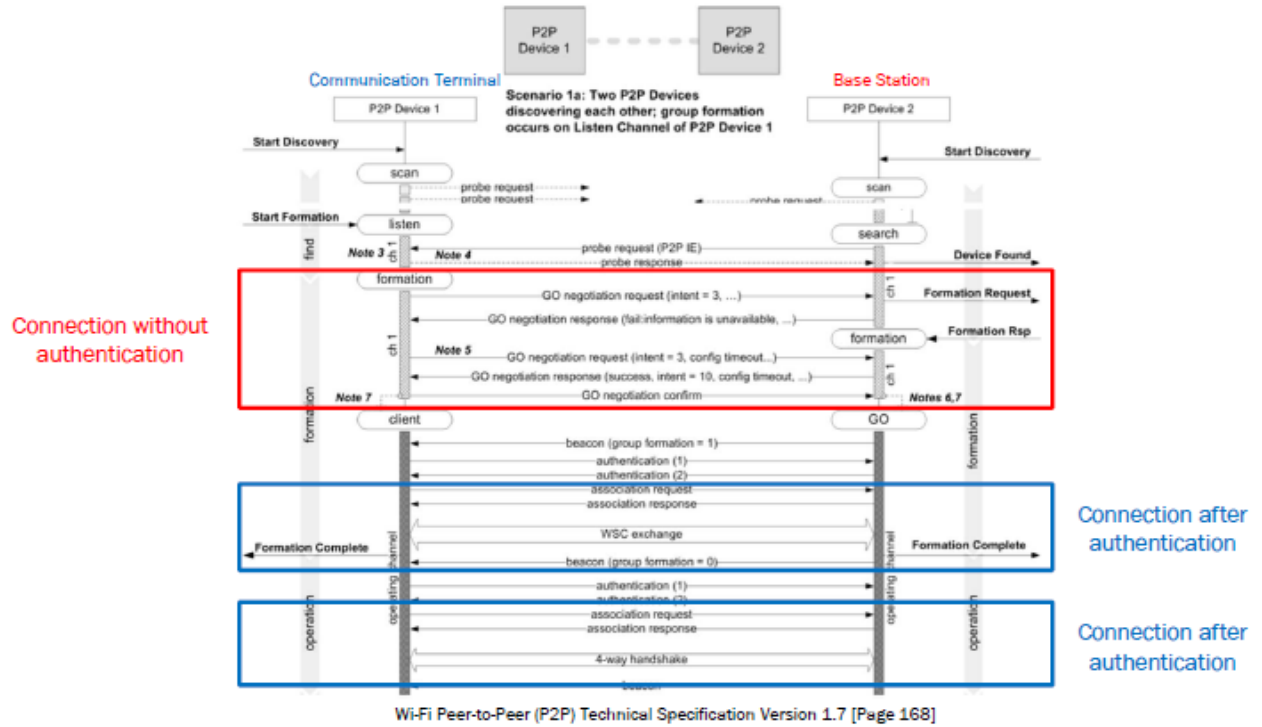 P2P
Device 1
P2P
Device 2
Communication Terminal
Base Station
Scenario 1a: Two P2P Devices
discovering each other; group formation
occurs on Listen Channel of P2P Device 1
P2P Device 1
P2P Device 2
Start Discovery
Start Discovery
scan
scan
probe request
probe request
probe request
Start Formation
listen
search
find
Note 3
ch 1
Note 4
probe request (P2P IE)
probe response
Device Found
Connection without
authentication
formation
ch 1
GO negotiation request (intent = 3, ...)
Formation Request
GO negotiation response (fail:information is unavailable, ...)
formation
Formation Rsp
ch 1
Note 5
GO negotiation request (intent = 3, config timeout...)
GO negotiation response (success, intent = 10, config timeout, ...)
ch 1
Note 7
GO negotiation confirm
Notes 6,7
formation
client
GO
formation
beacon (group formation = 1)
authentication (1)
authentication (2)
association request
association response
WSC exchange
Formation Complete
Formation Complete
beacon (group formation = 0)
Connection after
authentication
operating channel
operating channel
authentication (1)
authentication (2)
association request
association response
operation
operation
4-way handshake
beacon
Connection after
authentication
Wi-Fi Peer-to-Peer (P2P) Technical Specification Version 1.7 [Page 168]